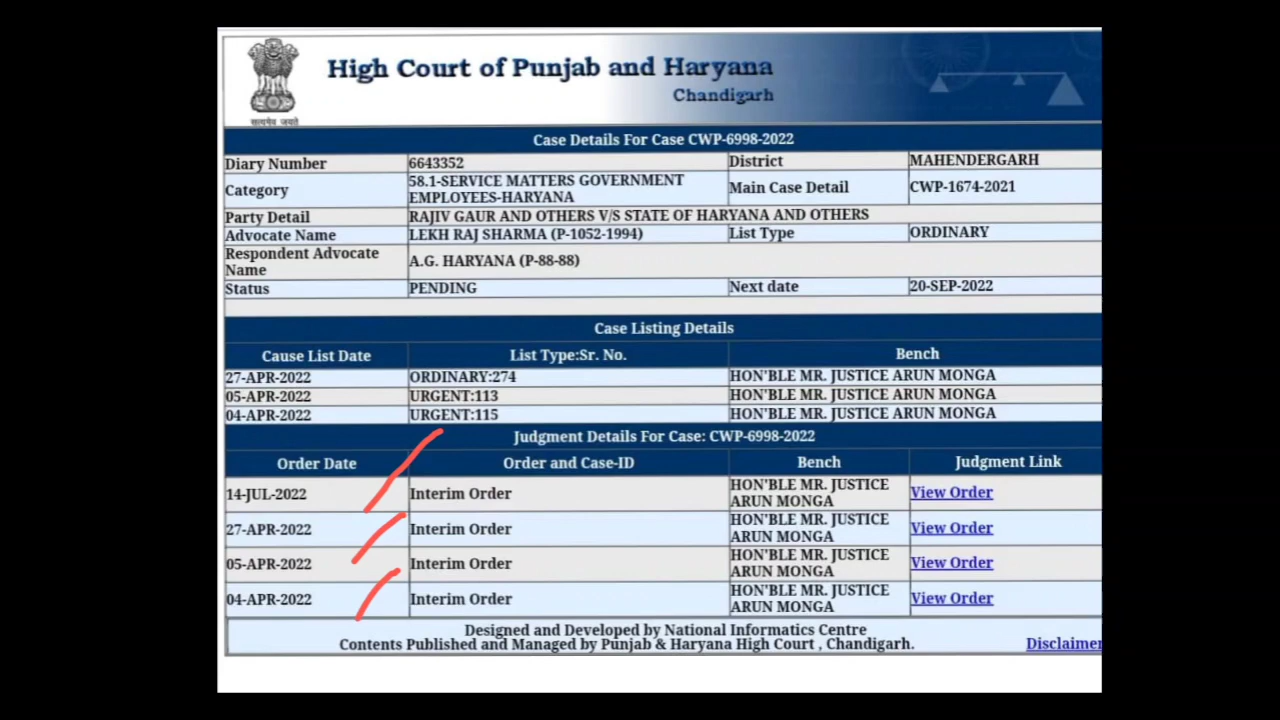 High Court of Punjab and Haryana
Chandigarh
सत्यमेव जयते
Case Details For Case CWP-6998-2022
Diary Number 6643352 District MAHENDERGARH
Category 58.1-SERVICE MATTERS GOVERNMENT EMPLOYEES-HARYANA Main Case Detail CWP-1674-2021
Party Detail RAJIV GAUR AND OTHERS V/S STATE OF HARYANA AND OTHERS
Advocate Name LEKH RAJ SHARMA (P-1052-1994) List Type ORDINARY
Respondent Advocate Name A.G. HARYANA (P-88-88)
Status PENDING Next date 20-SEP-2022
Case Listing Details
Cause List Date List Type:Sr. No. Bench
27-APR-2022 ORDINARY:274 HON'BLE MR. JUSTICE ARUN MONGA
05-APR-2022 URGENT:113 HON'BLE MR. JUSTICE ARUN MONGA
04-APR-2022 URGENT:115 HON'BLE MR. JUSTICE ARUN MONGA
Judgment Details For Case: CWP-6998-2022
Order Date Order and Case-ID Bench Judgment Link
14-JUL-2022 Interim Order HON'BLE MR. JUSTICE ARUN MONGA View Order
27-APR-2022 Interim Order HON'BLE MR. JUSTICE ARUN MONGA View Order
05-APR-2022 Interim Order HON'BLE MR. JUSTICE ARUN MONGA View Order
04-APR-2022 Interim Order HON'BLE MR. JUSTICE ARUN MONGA View Order
Designed and Developed by National Informatics Centre
Contents Published and Managed by Punjab & Haryana High Court , Chandigarh. Disclaimer